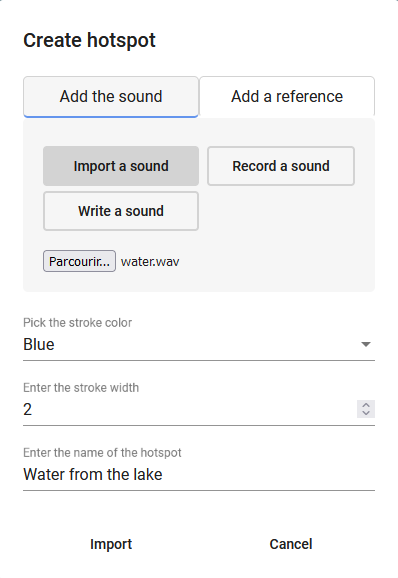 Create hotspot
Add the sound Add a reference
Import a sound Record a sound
Write a sound
Parcourir... water.wav
Pick the stroke color
Blue
Enter the stroke width
2
Enter the name of the hotspot
Water from the lake
Import Cancel